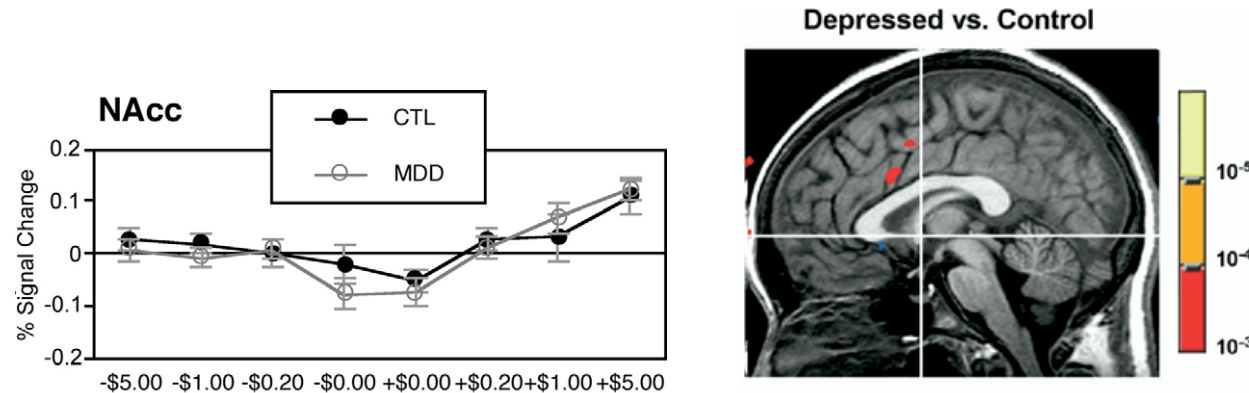 NAcc
CTL
MDD
% Signal Change
0.2
0.1
0
-0.1
-0.2
-$5.00 -$1.00 -$0.20 -$0.00 +$0.00 +$0.20 +$1.00 +$5.00
Depressed vs. Control
10-5
10-4
10-3